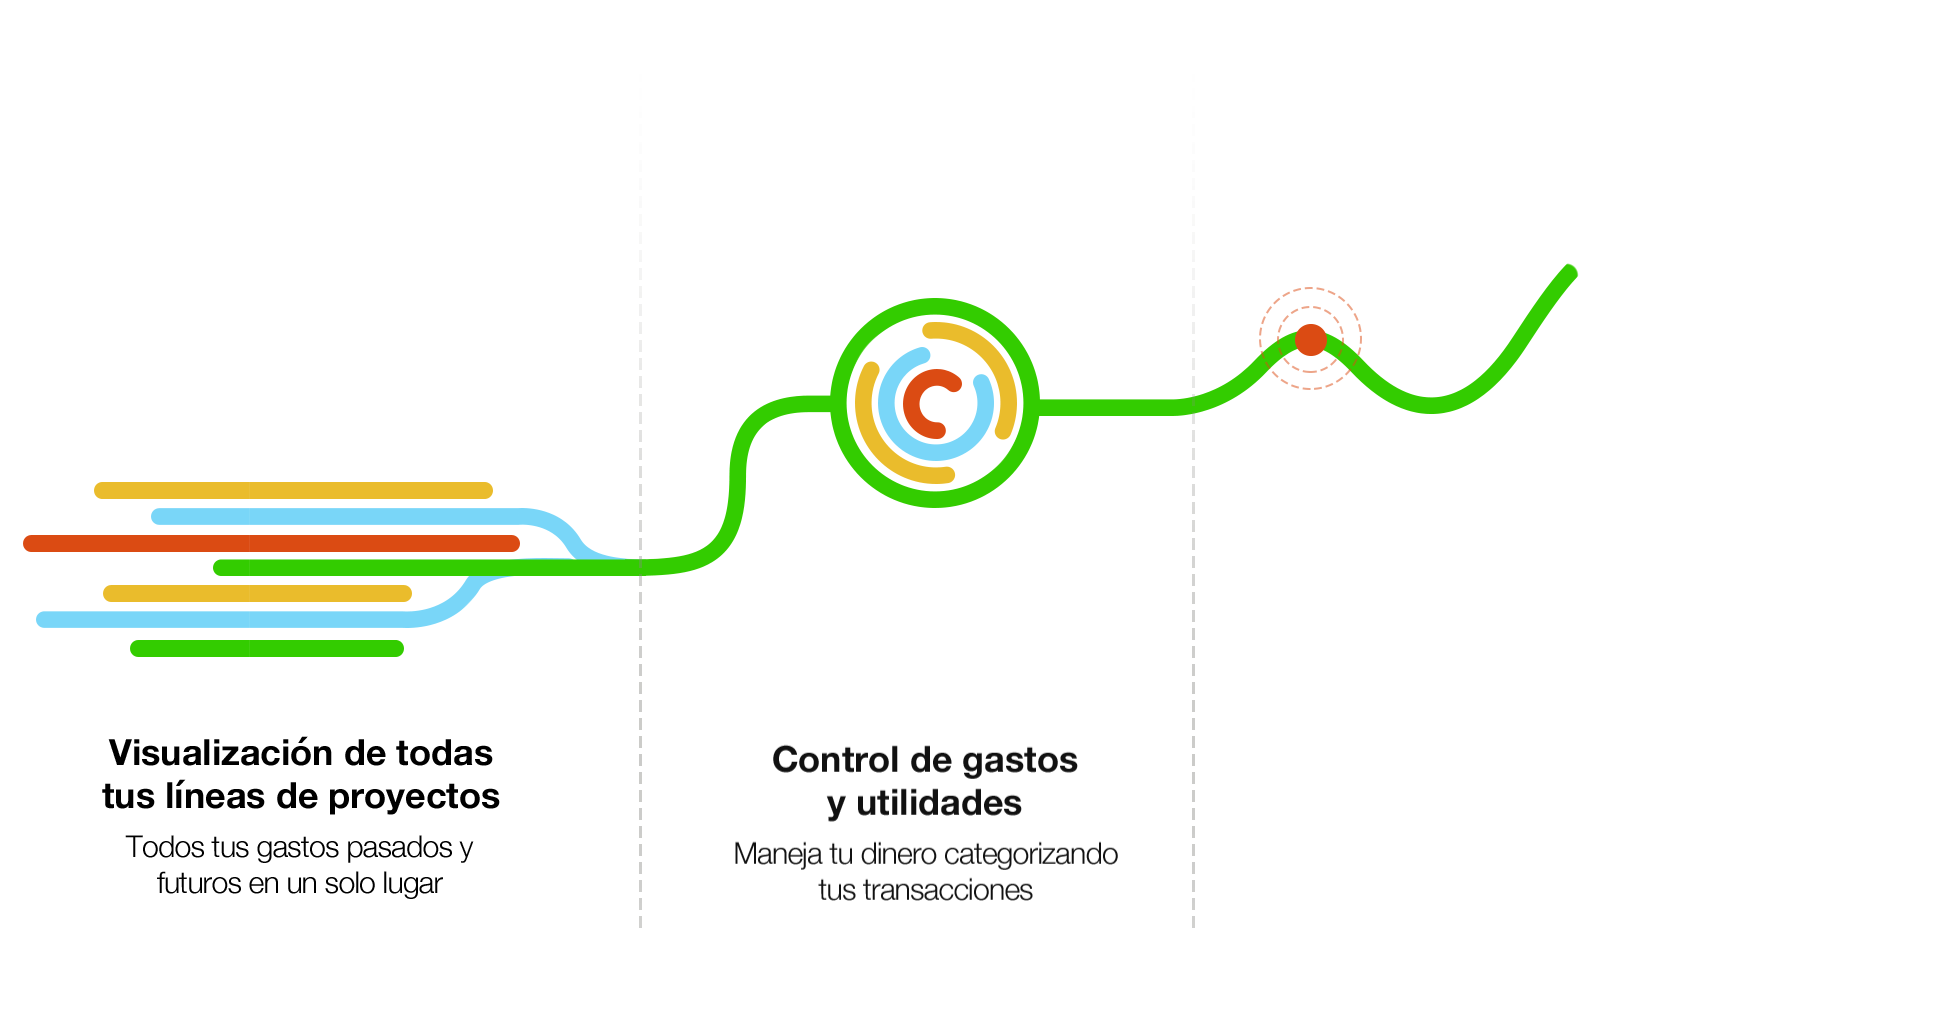 Visualización de todas
tus líneas de proyectos
Todos tus gastos pasados y
futuros en un solo lugar
Control de gastos
y utilidades
Maneja tu dinero categorizando
tus transacciones